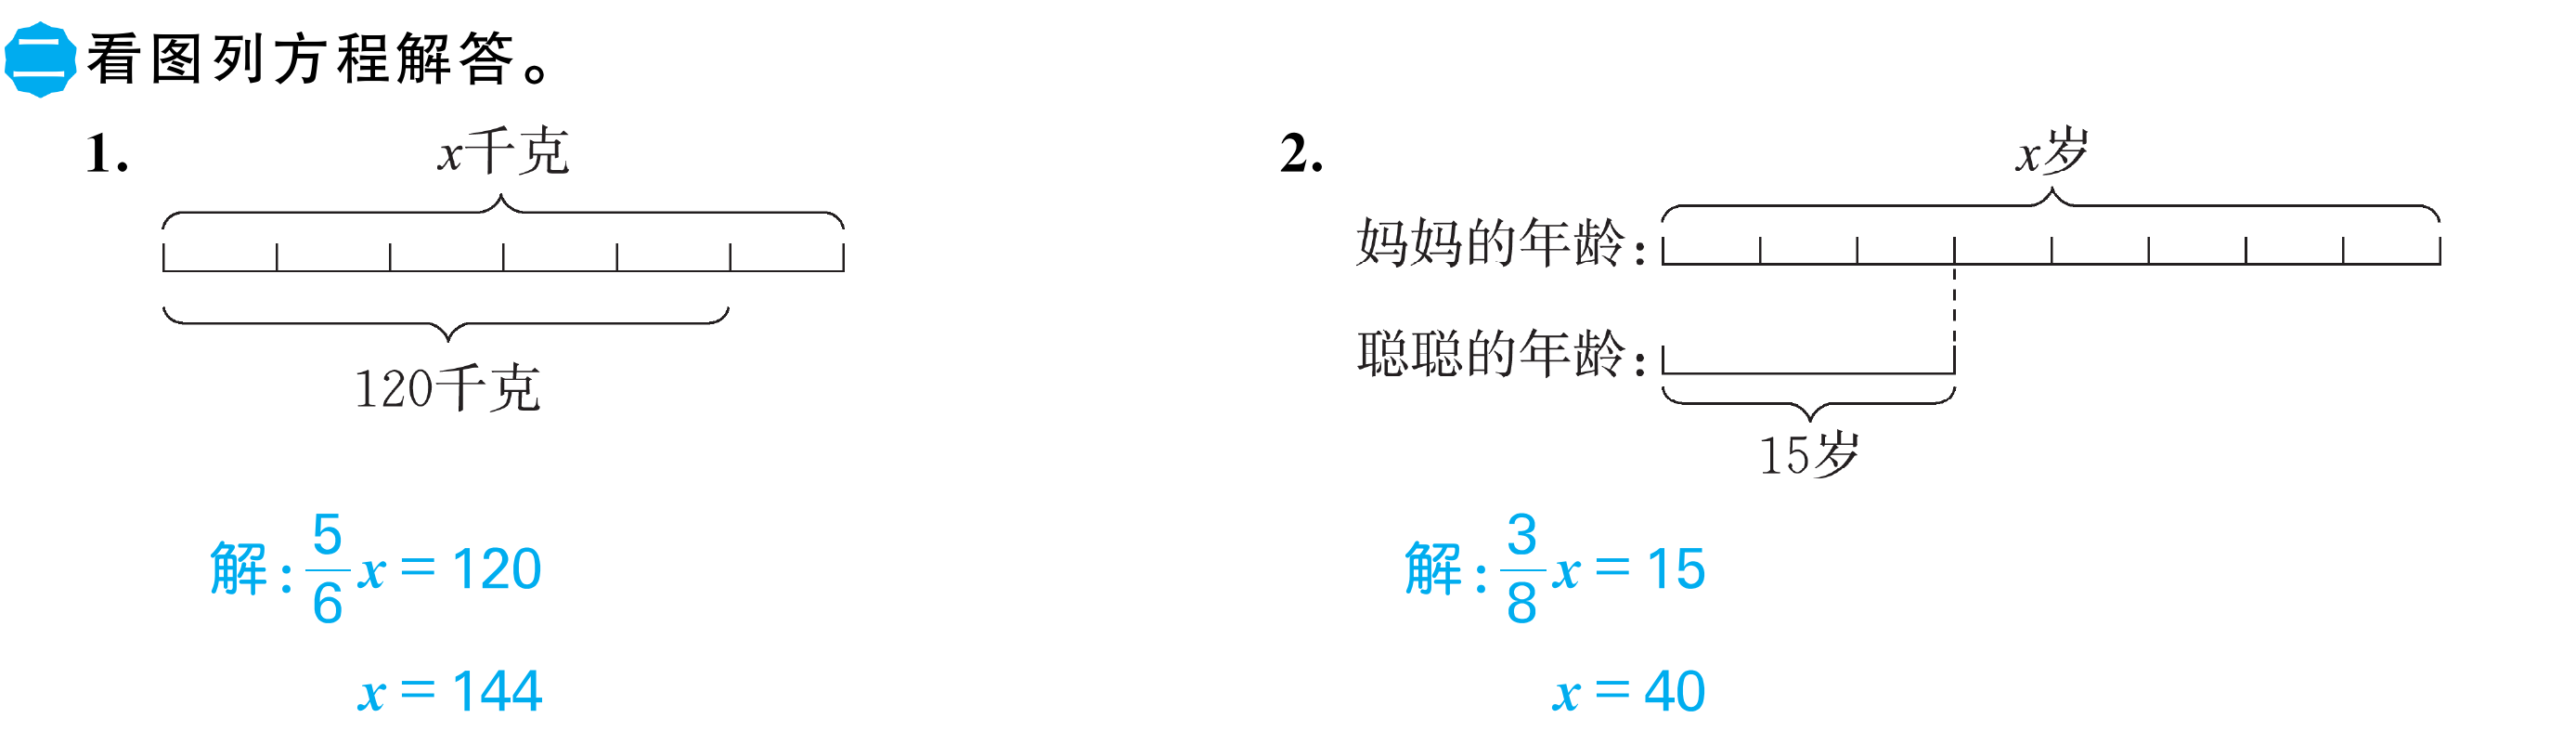 二 看图列方程解答。
1.
x千克
120千克
解:5/6 x = 120
x = 144
2.
x岁
妈妈的年龄:
聪聪的年龄:
15岁
解:3/8 x = 15
x = 40